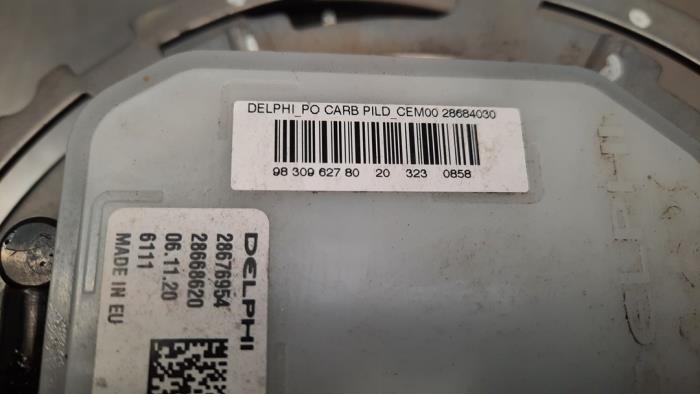 DELPHI_PO CARB PILD_CEM00 28684030
98 309 627 80 20 323 0858
DELPHI
28676954
28668620
06.11.20
6111
MADE IN EU